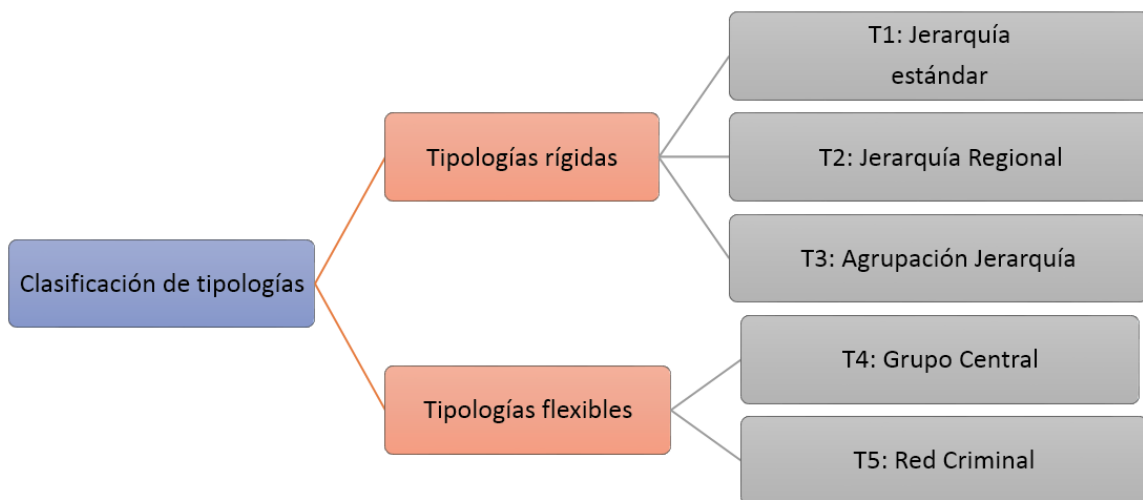 Clasificación de tipologías
Tipologías rígidas
T1: Jerarquía
estándar
T2: Jerarquía Regional
T3: Agrupación Jerarquía
Tipologías flexibles
T4: Grupo Central
T5: Red Criminal